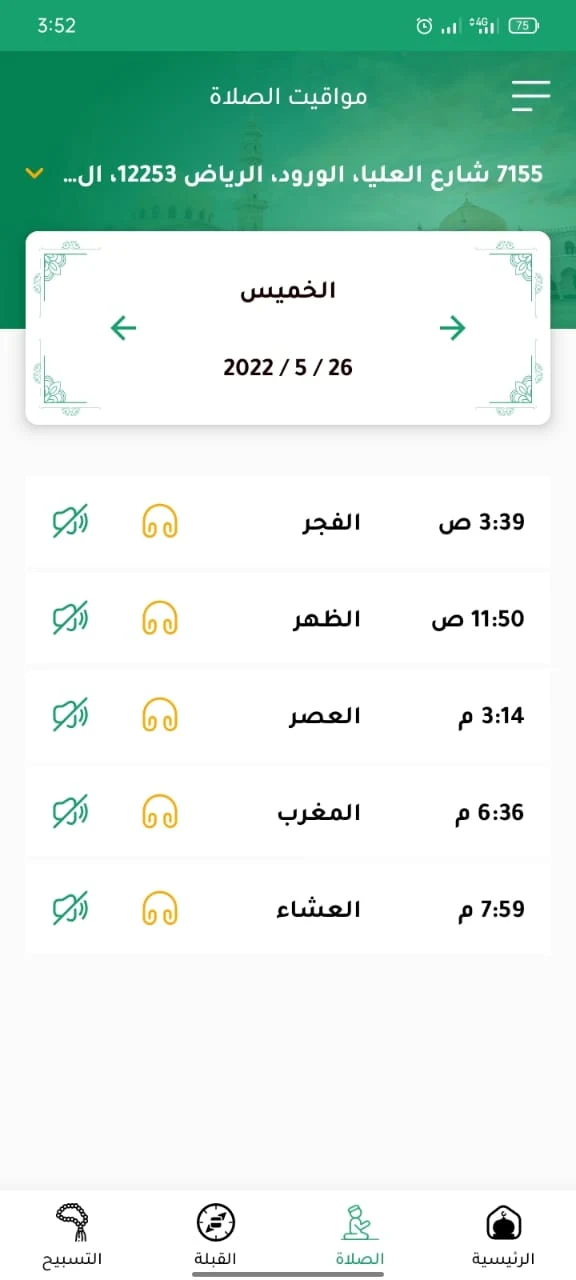 3:52
4G
75
مواقيت الصلاة
7155 شارع العليا، الورود، الرياض 12253، ال...
الخميس
26 / 5 / 2022
3:39 ص الفجر
11:50 ص الظهر
3:14 م العصر
6:36 م المغرب
7:59 م العشاء
الرئيسية الصلاة القبلة التسبيح